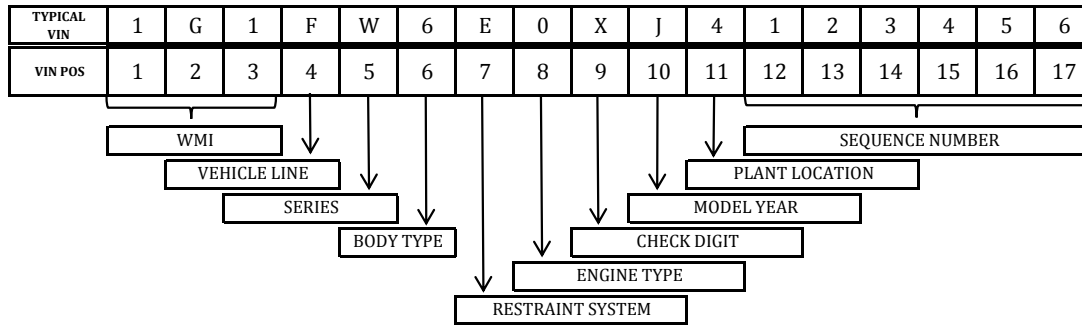 TYPICAL VIN 1 G 1 F W 6 E 0 X J 4 1 2 3 4 5 6
VIN POS 1 2 3 4 5 6 7 8 9 10 11 12 13 14 15 16 17
WMI SEQUENCE NUMBER
VEHICLE LINE PLANT LOCATION
SERIES MODEL YEAR
BODY TYPE CHECK DIGIT
ENGINE TYPE
RESTRAINT SYSTEM